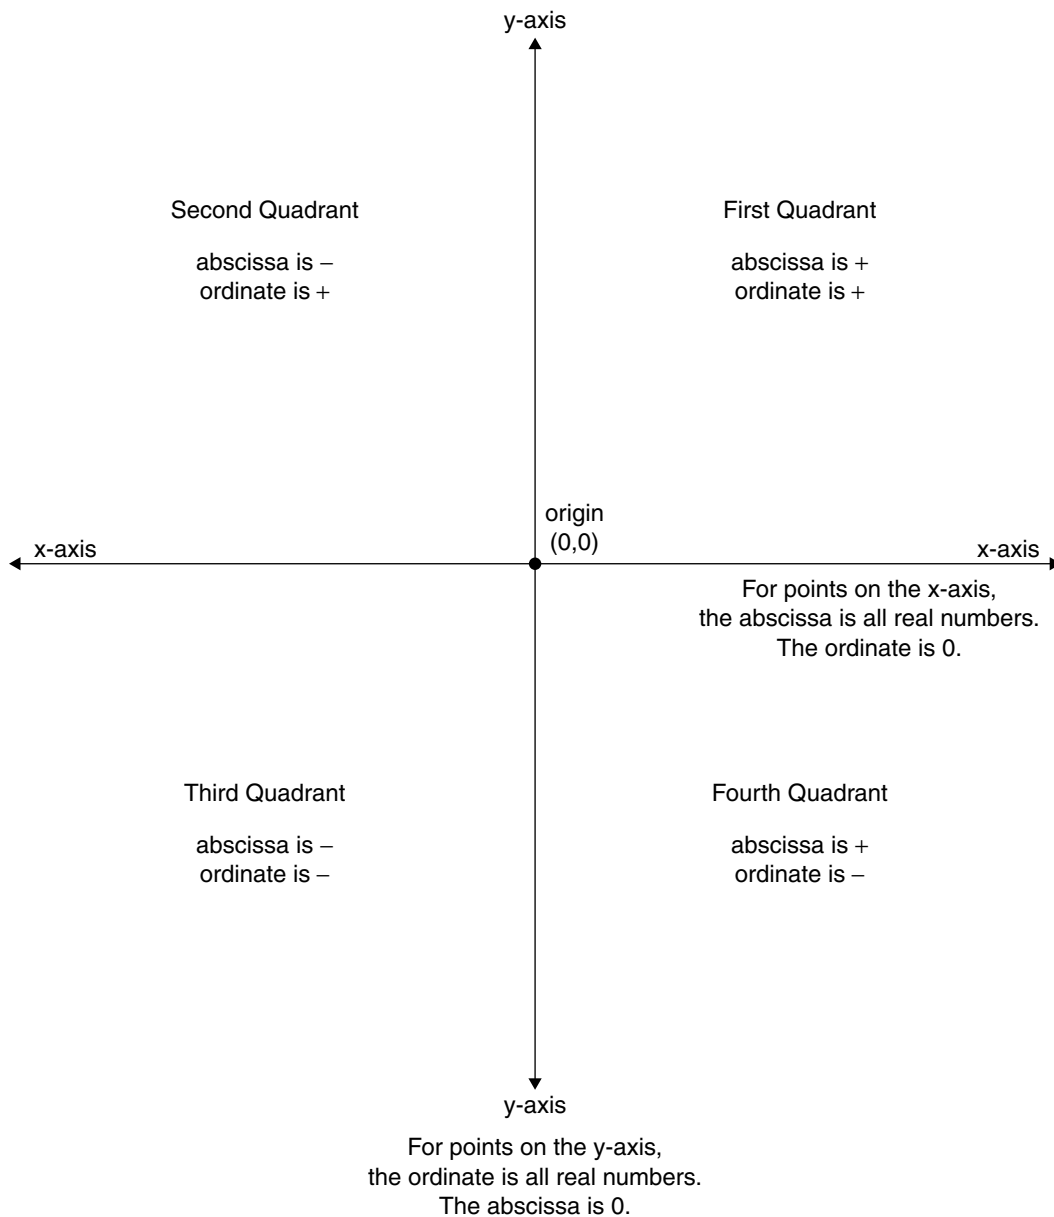 y-axis
Second Quadrant
abscissa is −
ordinate is +
First Quadrant
abscissa is +
ordinate is +
origin
(0,0)
x-axis
x-axis
For points on the x-axis,
the abscissa is all real numbers.
The ordinate is 0.
Third Quadrant
abscissa is −
ordinate is −
Fourth Quadrant
abscissa is +
ordinate is −
y-axis
For points on the y-axis,
the ordinate is all real numbers.
The abscissa is 0.